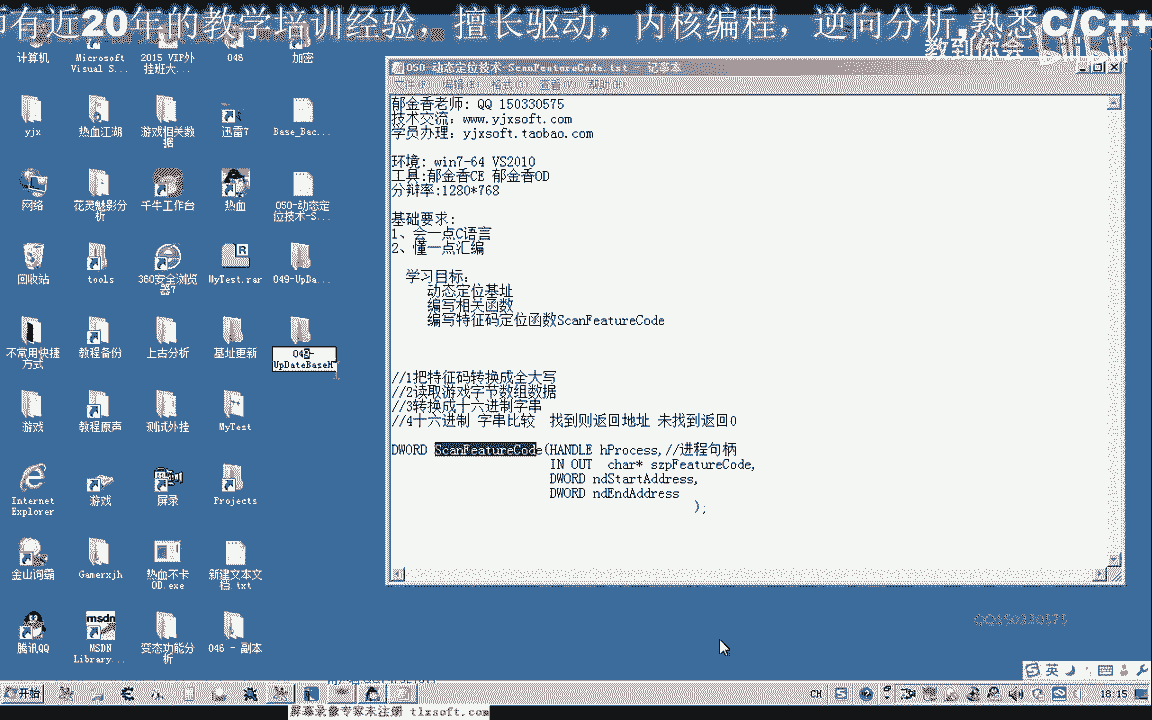 师有近20年的教学培训经验，擅长驱动，内核编程，逆向分析,熟悉C/C++
教到你会
计算机
Microsoft Visual S...
2015 VIP外挂班大...
046
加密
yjx
热血江湖
游戏相关数据
迅雷7
Base_Bac...
网络
花灵魅影分析
千牛工作台
热血
050-动态定位技术-S...
回收站
tools
360安全浏览器7
MyTest.rar
049-UpDa...
不常用快捷方式
教程备份
上古分析
基址更新
UpDateBaseM
游戏
教程原声
测试外挂
MyTest
Internet Explorer
游戏
屏录
Projects
金山词霸
Gamerxjh
热血不卡OD.exe
新建文本文档.txt
腾讯QQ
MSDN Library...
变态功能分析
046 - 副本
050-动态定位技术-ScanFeatureCode.txt - 记事本
文件(F) 编辑(E) 格式(O) 查看(V) 帮助(H)
郁金香老师: QQ 150330575
技术交流: www.yjxsoft.com
学员办理: yjxsoft.taobao.com
环境: win7-64 VS2010
工具:郁金香CE 郁金香OD
分辩率:1280*768
基础要求:
1、会一点C语言
2、懂一点汇编
学习目标:
动态定位基址
编写相关函数
编写特征码定位函数ScanFeatureCode
//1把特征码转换成全大写
//2读取游戏字节数组数据
//3转换成十六进制字串
//4十六进制 字串比较 找到则返回地址 未找到返回0
DWORD ScanFeatureCode(HANDLE hProcess,//进程句柄
IN OUT char* szpFeatureCode,
DWORD ndStartAddress,
DWORD ndEndAddress
);
英
开始
CH
18:15
屏幕录像专家未注册 tlxsoft.com